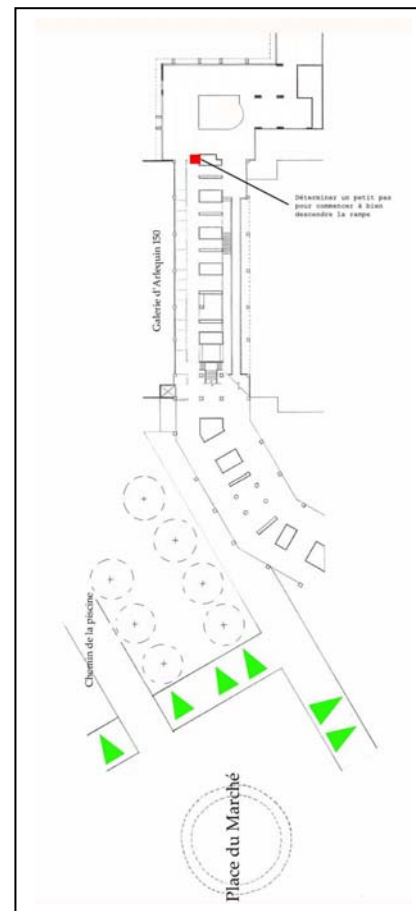 Déterminer un petit pas
pour commencer à bien
descendre la rampe
Galerie d'Arlequin 150
Chemin de la piscine
Place du Marché